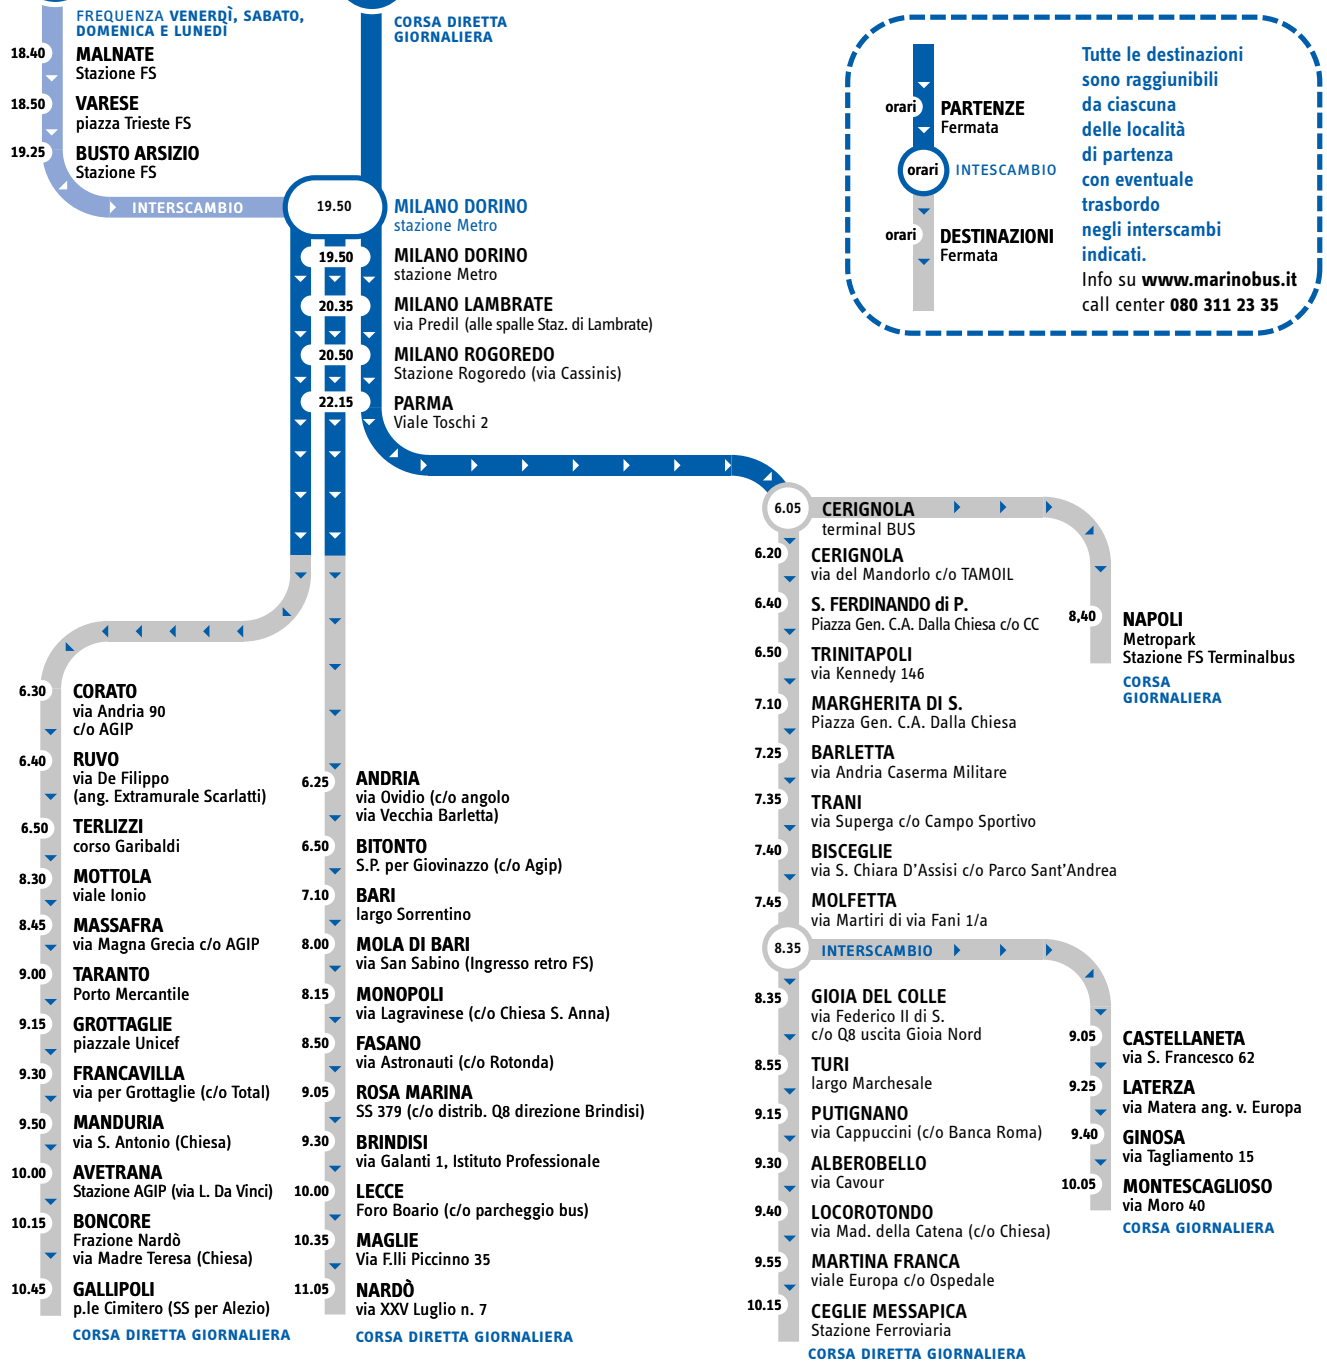 FREQUENZA VENERDÌ, SABATO,
DOMENICA E LUNEDÌ
18.40
MALNATE
Stazione FS
18.50
VARESE
piazza Trieste FS
19.25
BUSTO ARSIZIO
Stazione FS
INTERSCAMBIO
CORSA DIRETTA
GIORNALIERA
19.50
MILANO DORINO
stazione Metro
19.50
MILANO DORINO
stazione Metro
20.35
MILANO LAMBRATE
via Predil (alle spalle Staz. di Lambrate)
20.50
MILANO ROGOREDO
Stazione Rogoredo (via Cassinis)
22.15
PARMA
Viale Toschi 2
orari
PARTENZE
Fermata
orari
INTESCAMBIO
orari
DESTINAZIONI
Fermata
Tutte le destinazioni
sono raggiunibili
da ciascuna
delle località
di partenza
con eventuale
trasbordo
negli interscambi
indicati.
Info su www.marinobus.it
call center 080 311 23 35
6.30
CORATO
via Andria 90
c/o AGIP
6.40
RUVO
via De Filippo
(ang. Extramurale Scarlatti)
6.50
TERLIZZI
corso Garibaldi
8.30
MOTTOLA
viale Ionio
8.45
MASSAFRA
via Magna Grecia c/o AGIP
9.00
TARANTO
Porto Mercantile
9.15
GROTTAGLIE
piazzale Unicef
9.30
FRANCAVILLA
via per Grottaglie (c/o Total)
9.50
MANDURIA
via S. Antonio (Chiesa)
10.00
AVETRANA
Stazione AGIP (via L. Da Vinci)
10.15
BONCORE
Frazione Nardò
via Madre Teresa (Chiesa)
10.45
GALLIPOLI
p.le Cimitero (SS per Alezio)
CORSA DIRETTA GIORNALIERA
6.25
ANDRIA
via Ovidio (c/o angolo
via Vecchia Barletta)
6.50
BITONTO
S.P. per Giovinazzo (c/o Agip)
7.10
BARI
largo Sorrentino
8.00
MOLA DI BARI
via San Sabino (Ingresso retro FS)
8.15
MONOPOLI
via Lagravinese (c/o Chiesa S. Anna)
8.50
FASANO
via Astronauti (c/o Rotonda)
9.05
ROSA MARINA
SS 379 (c/o distrib. Q8 direzione Brindisi)
9.30
BRINDISI
via Galanti 1, Istituto Professionale
10.00
LECCE
Foro Boario (c/o parcheggio bus)
10.35
MAGLIE
Via F.lli Piccinno 35
11.05
NARDÒ
via XXV Luglio n. 7
CORSA DIRETTA GIORNALIERA
6.05
CERIGNOLA
terminal BUS
6.20
CERIGNOLA
via del Mandorlo c/o TAMOIL
6.40
S. FERDINANDO di P.
Piazza Gen. C.A. Dalla Chiesa c/o CC
6.50
TRINITAPOLI
via Kennedy 146
7.10
MARGHERITA DI S.
Piazza Gen. C.A. Dalla Chiesa
7.25
BARLETTA
via Andria Caserma Militare
7.35
TRANI
via Superga c/o Campo Sportivo
7.40
BISCEGLIE
via S. Chiara D'Assisi c/o Parco Sant'Andrea
7.45
MOLFETTA
via Martiri di via Fani 1/a
8.35
INTERSCAMBIO
8.35
GIOIA DEL COLLE
via Federico II di S.
c/o Q8 uscita Gioia Nord
8.55
TURI
largo Marchesale
9.15
PUTIGNANO
via Cappuccini (c/o Banca Roma)
9.30
ALBEROBELLO
via Cavour
9.40
LOCOROTONDO
via Mad. della Catena (c/o Chiesa)
9.55
MARTINA FRANCA
viale Europa c/o Ospedale
10.15
CEGLIE MESSAPICA
Stazione Ferroviaria
CORSA DIRETTA GIORNALIERA
8,40
NAPOLI
Metropark
Stazione FS Terminalbus
CORSA
GIORNALIERA
9.05
CASTELLANETA
via S. Francesco 62
9.25
LATERZA
via Matera ang. v. Europa
9.40
GINOSA
via Tagliamento 15
10.05
MONTESCAGLIOSO
via Moro 40
CORSA GIORNALIERA